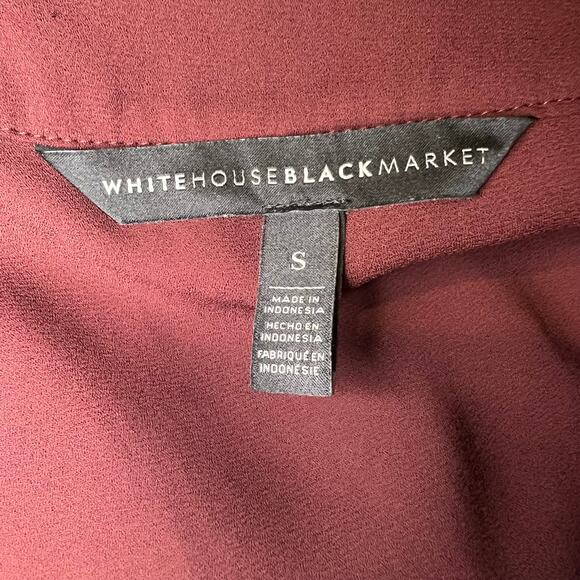 WHITEHOUSEBLACKMARKET
S
MADE IN
INDONESIA
HECHO EN
INDONESIA
FABRIQUÉ EN
INDONÉSIE